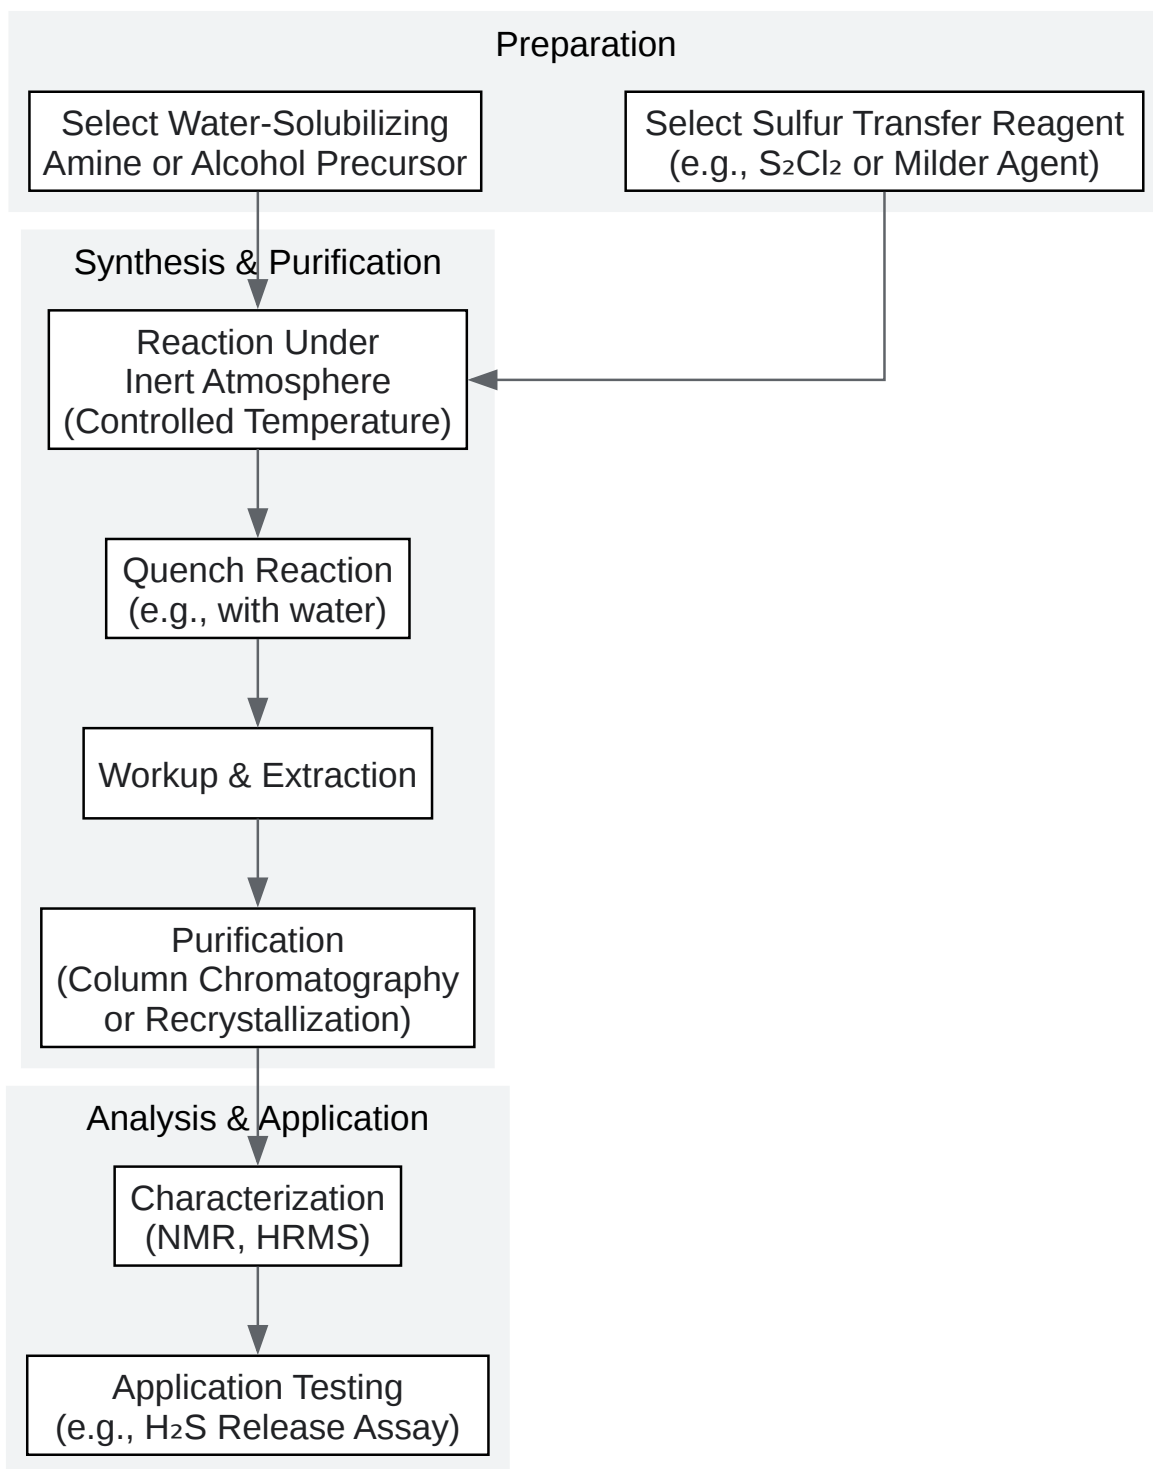 Preparation
Select Water-Solubilizing
Amine or Alcohol Precursor
Select Sulfur Transfer Reagent
(e.g., S₂Cl₂ or Milder Agent)
Synthesis & Purification
Reaction Under
Inert Atmosphere
(Controlled Temperature)
Quench Reaction
(e.g., with water)
Workup & Extraction
Purification
(Column Chromatography
or Recrystallization)
Analysis & Application
Characterization
(NMR, HRMS)
Application Testing
(e.g., H₂S Release Assay)